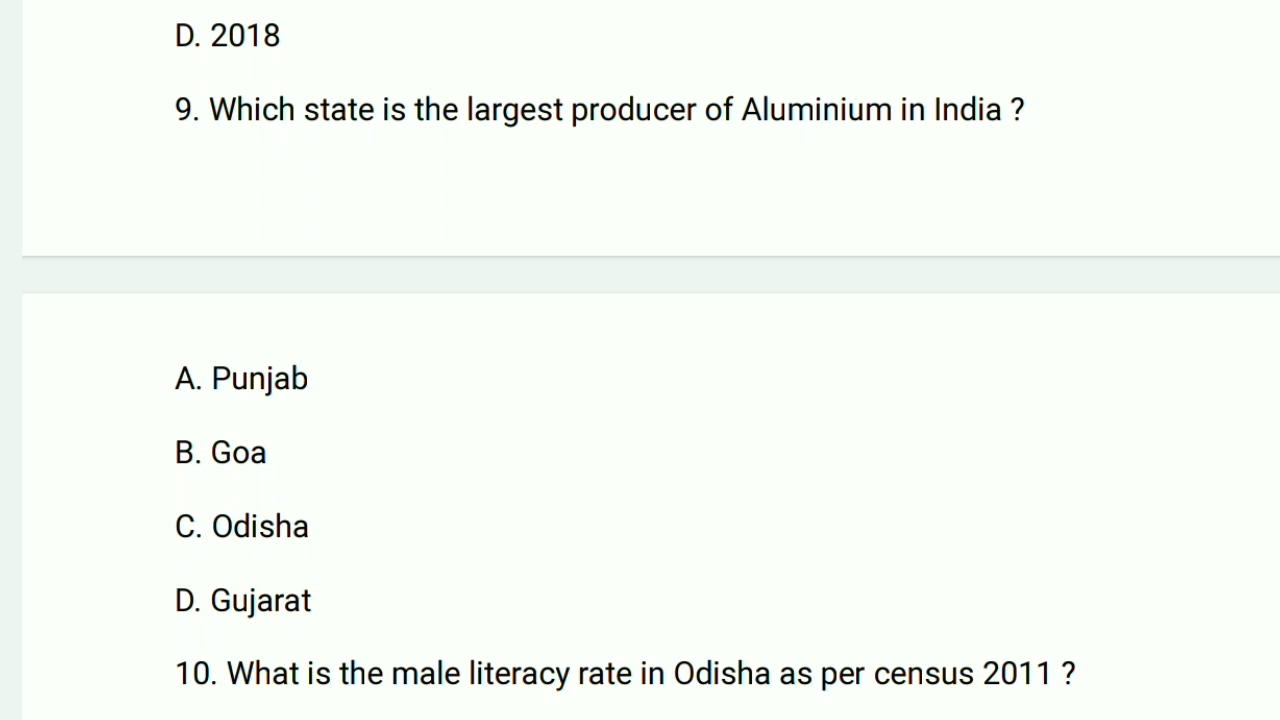 D. 2018
9. Which state is the largest producer of Aluminium in India ?
A. Punjab
B. Goa
C. Odisha
D. Gujarat
10. What is the male literacy rate in Odisha as per census 2011 ?